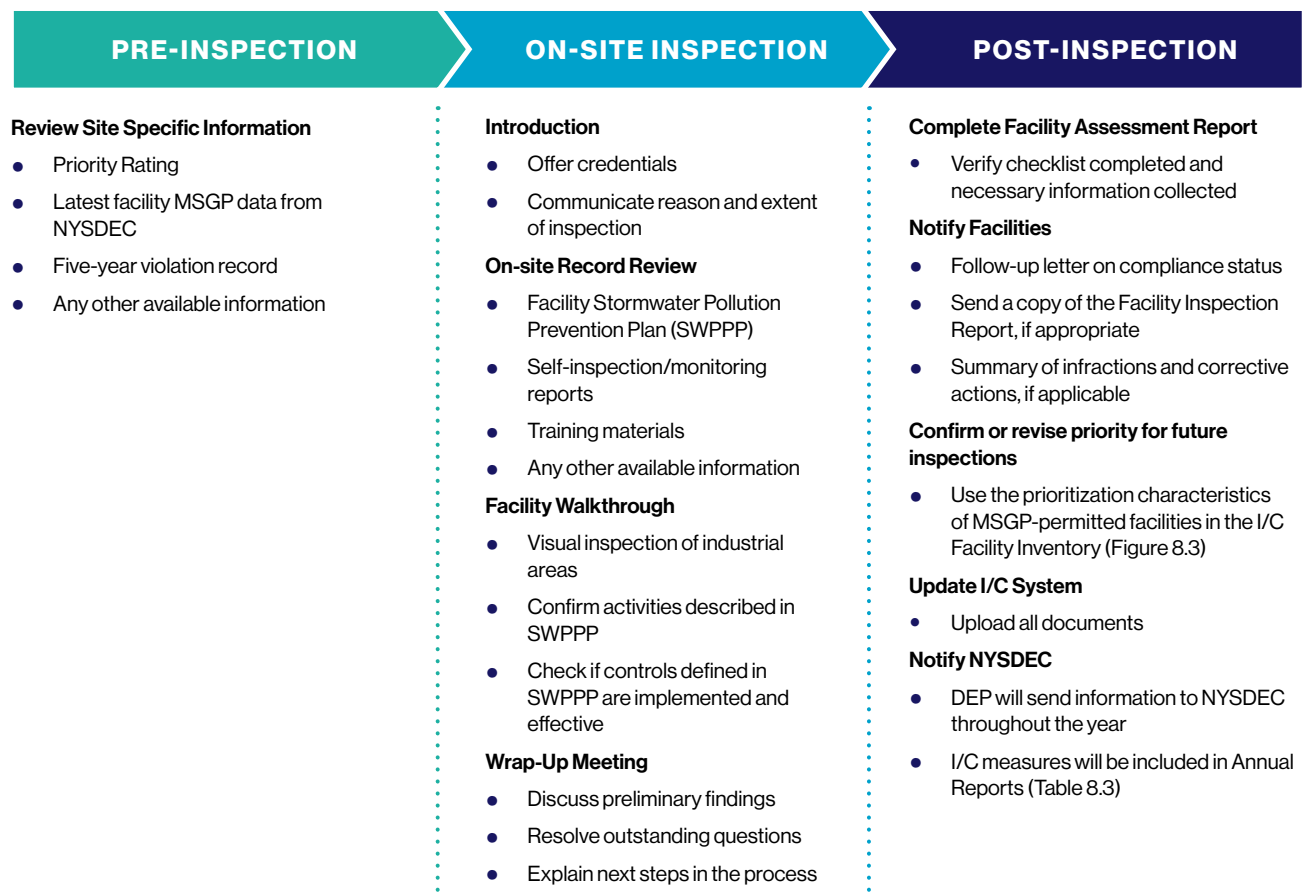 PRE-INSPECTION
ON-SITE INSPECTION
POST-INSPECTION
Review Site Specific Information
Priority Rating
Latest facility MSGP data from
NYSDEC
Five-year violation record
Any other available information
Introduction
Offer credentials
Communicate reason and extent
of inspection
On-site Record Review
Facility Stormwater Pollution
Prevention Plan (SWPPP)
Self-inspection/monitoring
reports
Training materials
Any other available information
Facility Walkthrough
Visual inspection of industrial
areas
Confirm activities described in
SWPPP
Check if controls defined in
SWPPP are implemented and
effective
Wrap-Up Meeting
Discuss preliminary findings
Resolve outstanding questions
Explain next steps in the process
Complete Facility Assessment Report
Verify checklist completed and
necessary information collected
Notify Facilities
Follow-up letter on compliance status
Send a copy of the Facility Inspection
Report, if appropriate
Summary of infractions and corrective
actions, if applicable
Confirm or revise priority for future
inspections
Use the prioritization characteristics
of MSGP-permitted facilities in the I/C
Facility Inventory (Figure 8.3)
Update I/C System
Upload all documents
Notify NYSDEC
DEP will send information to NYSDEC
throughout the year
I/C measures will be included in Annual
Reports (Table 8.3)